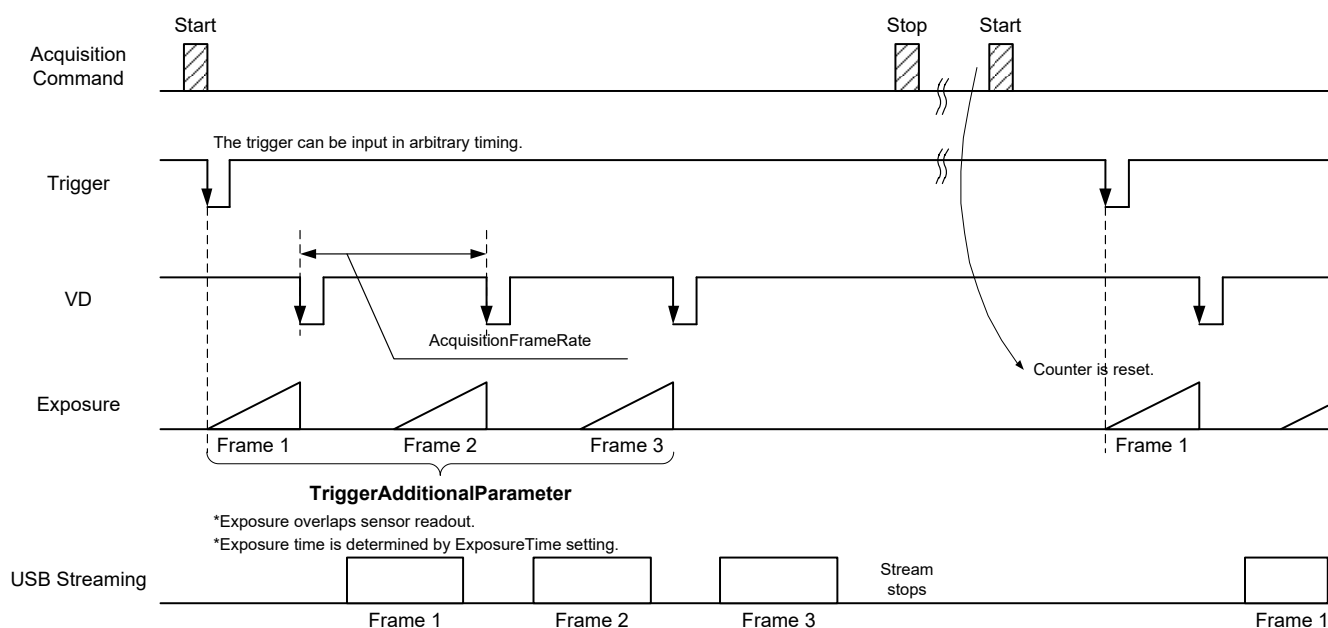 Start
Stop
Start
Acquisition
Command
The trigger can be input in arbitrary timing.
Trigger
VD
AcquisitionFrameRate
Counter is reset.
Exposure
Frame 1
Frame 2
Frame 3
Frame 1
TriggerAdditionalParameter
*Exposure overlaps sensor readout.
*Exposure time is determined by ExposureTime setting.
USB Streaming
Stream
stops
Frame 1
Frame 2
Frame 3
Frame 1